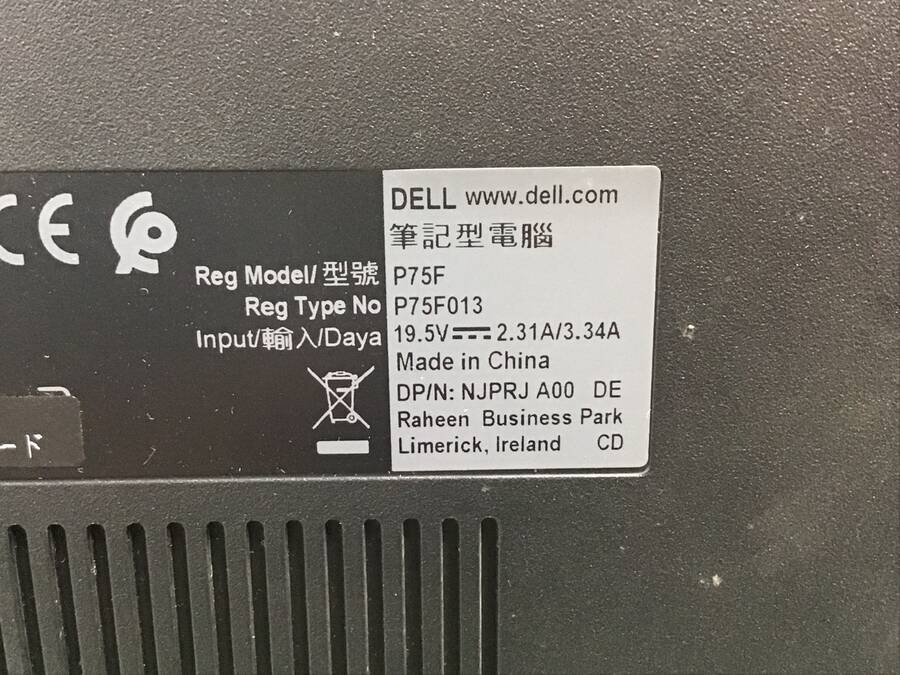 DELL www.dell.com
筆記型電腦
Reg Model/ 型號 P75F
Reg Type No P75F013
Input/輸入/Daya 19.5V⎓2.31A/3.34A
Made in China
DP/N: NJPRJ A00 DE
Raheen Business Park
Limerick, Ireland CD
CE
ード